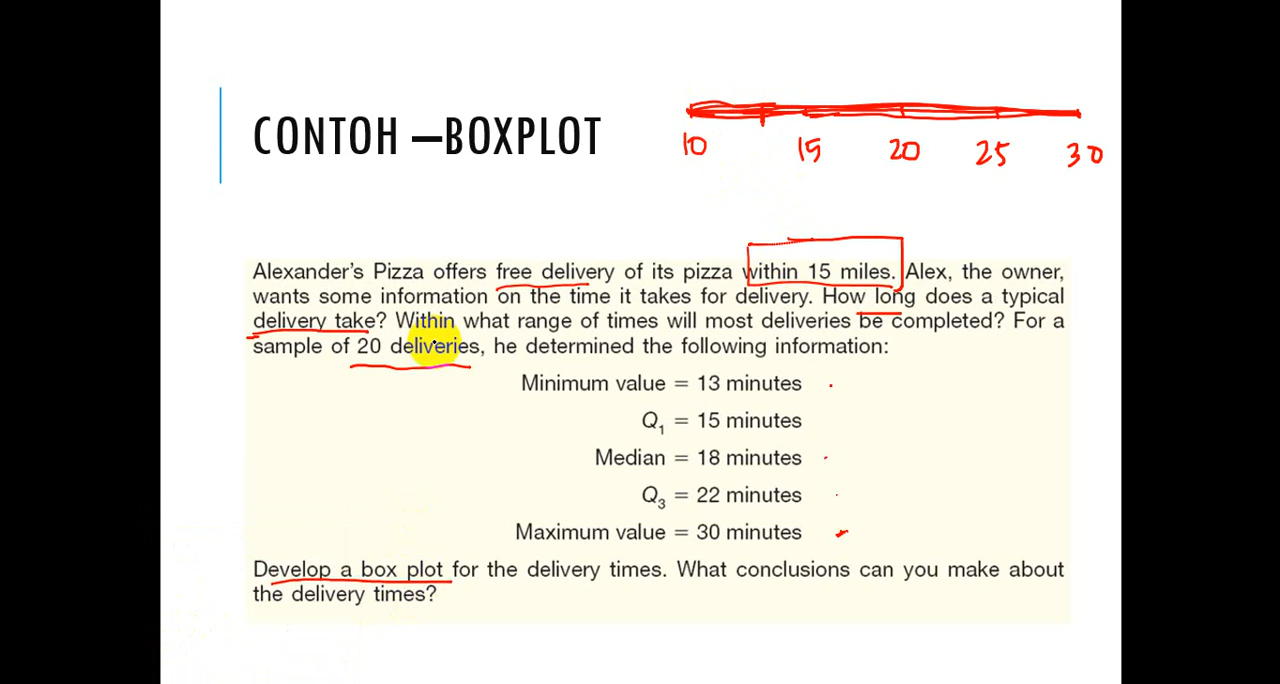 CONTOH –BOXPLOT
10 15 20 25 30
Alexander's Pizza offers free delivery of its pizza within 15 miles. Alex, the owner,
wants some information on the time it takes for delivery. How long does a typical
delivery take? Within what range of times will most deliveries be completed? For a
sample of 20 deliveries, he determined the following information:
Minimum value = 13 minutes
Q1 = 15 minutes
Median = 18 minutes
Q3 = 22 minutes
Maximum value = 30 minutes
Develop a box plot for the delivery times. What conclusions can you make about
the delivery times?